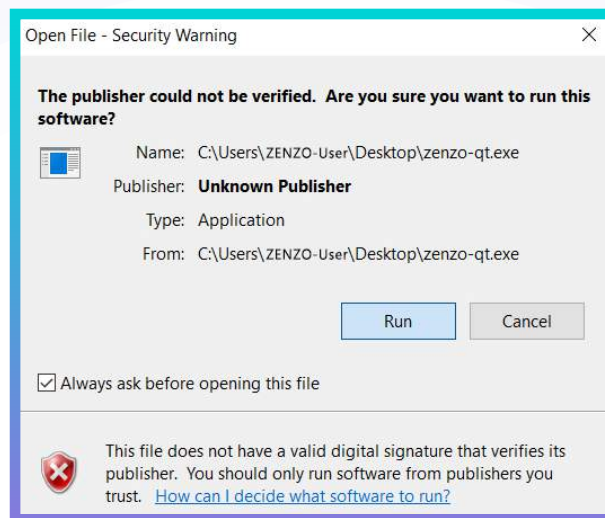 Open File - Security Warning
The publisher could not be verified.  Are you sure you want to run this
software?
Name: C:\Users\ZENZO-User\Desktop\zenzo-qt.exe
Publisher: Unknown Publisher
Type: Application
From: C:\Users\ZENZO-User\Desktop\zenzo-qt.exe
Run Cancel
Always ask before opening this file
This file does not have a valid digital signature that verifies its
publisher.  You should only run software from publishers you
trust.  How can I decide what software to run?